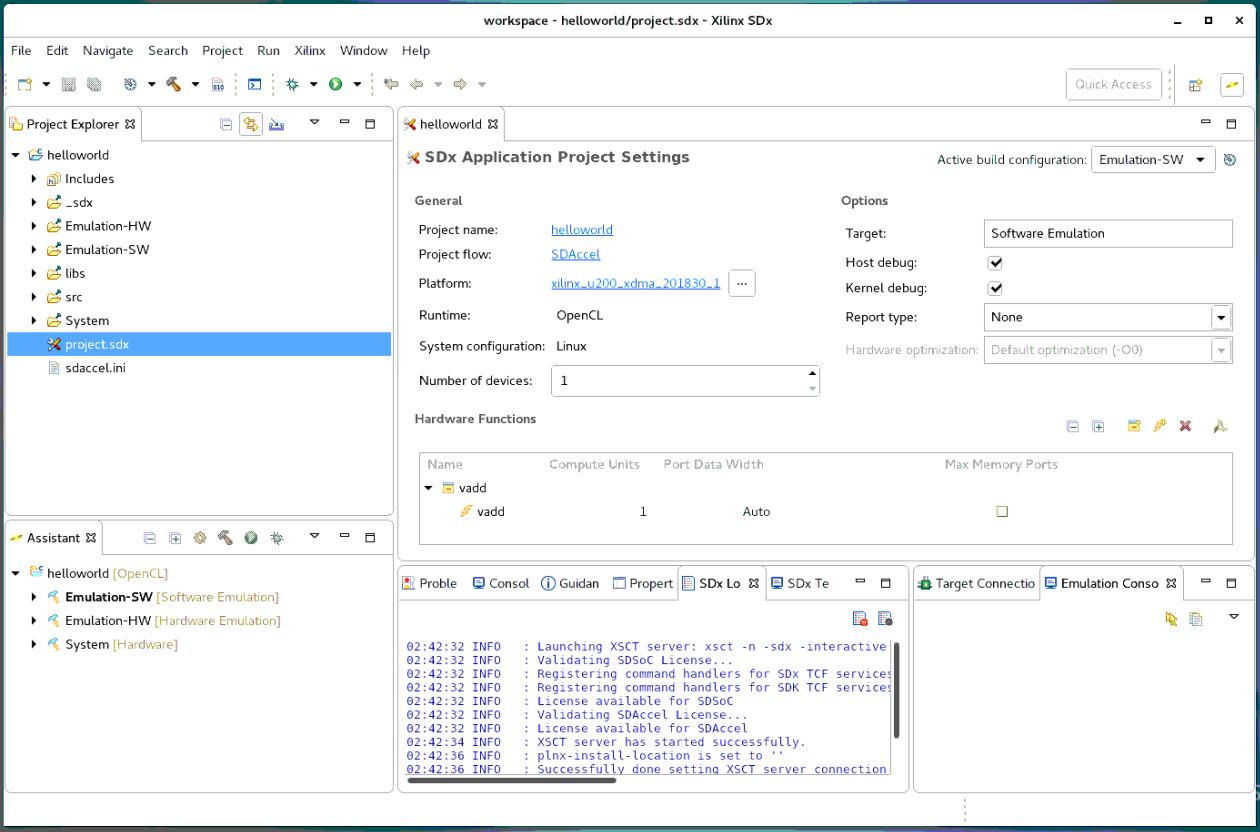 workspace - helloworld/project.sdx - Xilinx SDx
File Edit Navigate Search Project Run Xilinx Window Help
010
Quick Access
Project Explorer
helloworld
Includes
_sdx
Emulation-HW
Emulation-SW
libs
src
System
project.sdx
sdaccel.ini
Assistant
helloworld [OpenCL]
Emulation-SW [Software Emulation]
Emulation-HW [Hardware Emulation]
System [Hardware]
helloworld
SDx Application Project Settings
Active build configuration: Emulation-SW
General
Project name: helloworld
Project flow: SDAccel
Platform: xilinx_u200_xdma_201830_1 ...
Runtime: OpenCL
System configuration: Linux
Number of devices: 1
Options
Target: Software Emulation
Host debug:
Kernel debug:
Report type: None
Hardware optimization: Default optimization (-O0)
Hardware Functions
Name Compute Units Port Data Width Max Memory Ports
vadd
vadd 1 Auto
Proble Consol Guidan Propert SDx Lo SDx Te
02:42:32 INFO : Launching XSCT server: xsct -n -sdx -interactive
02:42:32 INFO : Validating SDSoC License...
02:42:32 INFO : Registering command handlers for SDx TCF services
02:42:32 INFO : Registering command handlers for SDK TCF services
02:42:32 INFO : License available for SDSoC
02:42:32 INFO : Validating SDAccel License...
02:42:32 INFO : License available for SDAccel
02:42:34 INFO : XSCT server has started successfully.
02:42:36 INFO : plnx-install-location is set to ''
02:42:36 INFO : Successfully done setting XSCT server connection
Target Connectio Emulation Conso